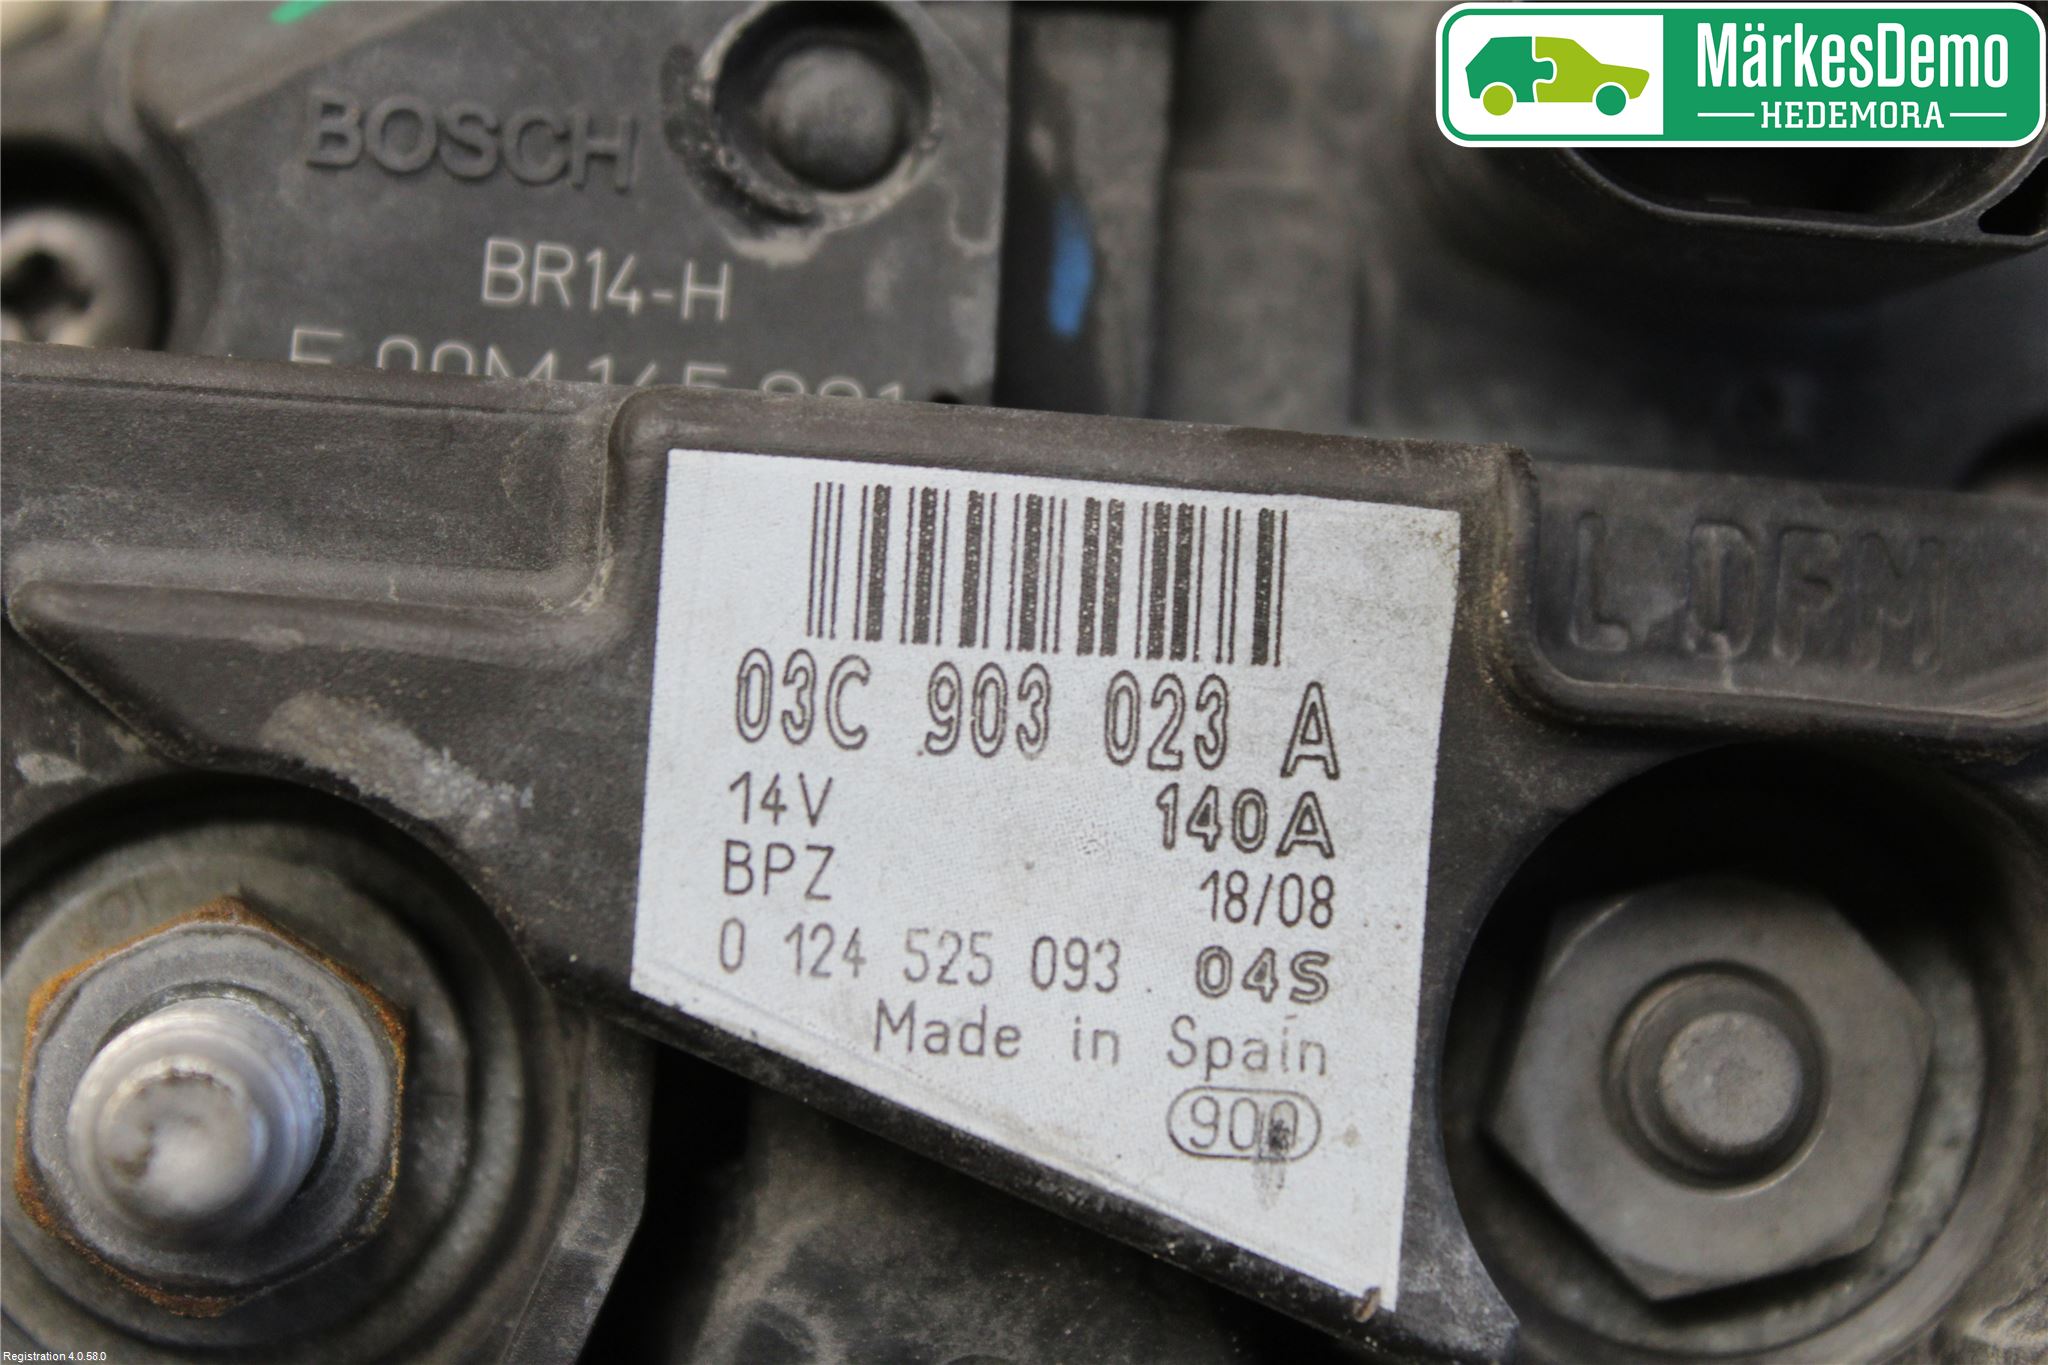 MärkesDemo
HEDEMORA
BOSCH
BR14-H
L DFM
03C 903 023 A
14V 140A
BPZ 18/08
0 124 525 093 04S
Made in Spain
900
Registration 4.0.58.0